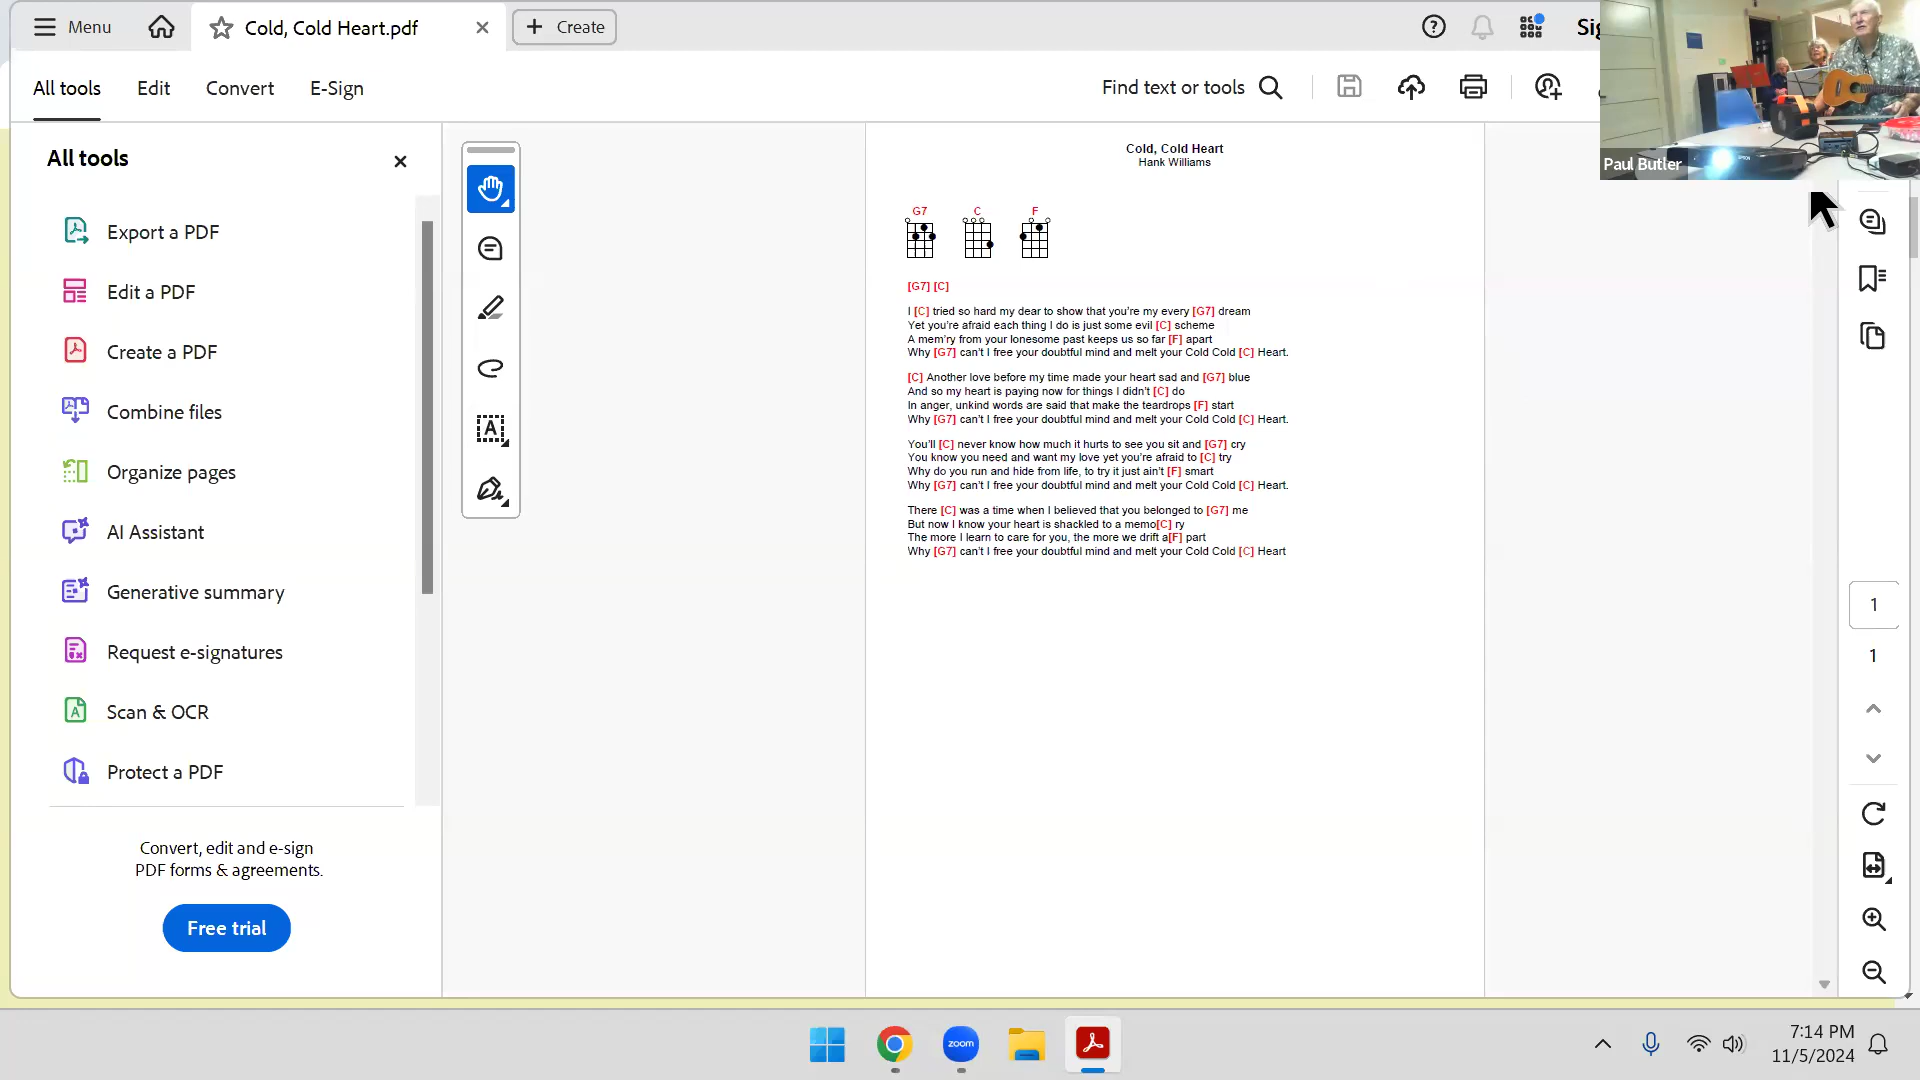 Menu
Cold, Cold Heart.pdf
Create
All tools
Edit
Convert
E-Sign
Find text or tools
Paul Butler
All tools
Export a PDF
Edit a PDF
Create a PDF
Combine files
Organize pages
AI Assistant
Generative summary
Request e-signatures
Scan & OCR
Protect a PDF
Convert, edit and e-sign
PDF forms & agreements.
Free trial
Cold, Cold Heart
Hank Williams
G7 C F
[G7] [C]
I [C] tried so hard my dear to show that you're my every [G7] dream
Yet you're afraid each thing I do is just some evil [C] scheme
A mem'ry from your lonesome past keeps us so far [F] apart
Why [G7] can't I free your doubtful mind and melt your Cold Cold [C] Heart.
[C] Another love before my time made your heart sad and [G7] blue
And so my heart is paying now for things I didn't [C] do
In anger, unkind words are said that make the teardrops [F] start
Why [G7] can't I free your doubtful mind and melt your Cold Cold [C] Heart.
You'll [C] never know how much it hurts to see you sit and [G7] cry
You know you need and want my love yet you're afraid to [C] try
Why do you run and hide from life, to try it just ain't [F] smart
Why [G7] can't I free your doubtful mind and melt your Cold Cold [C] Heart.
There [C] was a time when I believed that you belonged to [G7] me
But now I know your heart is shackled to a memo[C] ry
The more I learn to care for you, the more we drift a[F] part
Why [G7] can't I free your doubtful mind and melt your Cold Cold [C] Heart
1
1
zoom
7:14 PM
11/5/2024